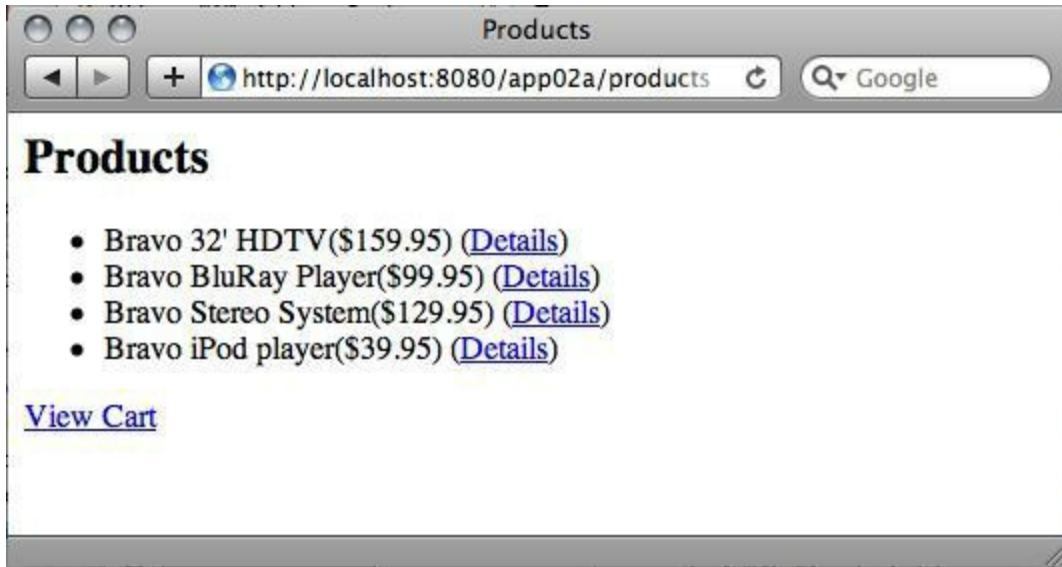 Products
http://localhost:8080/app02a/products
Google
Products
Bravo 32' HDTV($159.95) (Details)
Bravo BluRay Player($99.95) (Details)
Bravo Stereo System($129.95) (Details)
Bravo iPod player($39.95) (Details)
View Cart